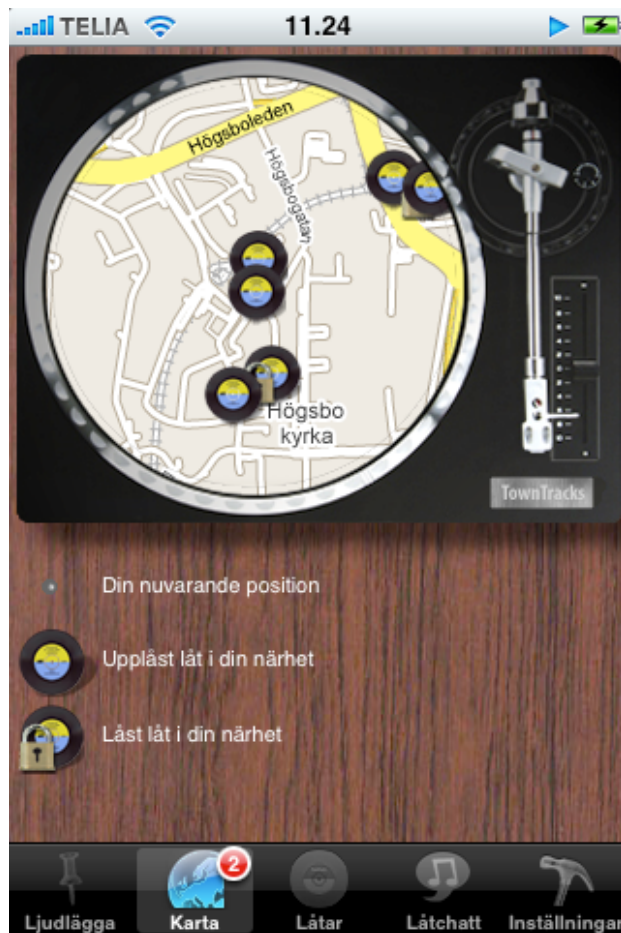 TELIA 11.24
Högsboleden
Högsbogatan
Högsbo
kyrka
TownTracks
Din nuvarande position
Upplåst låt i din närhet
Låst låt i din närhet
2
Ljudlägga Karta Låtar Låtchatt Inställningar